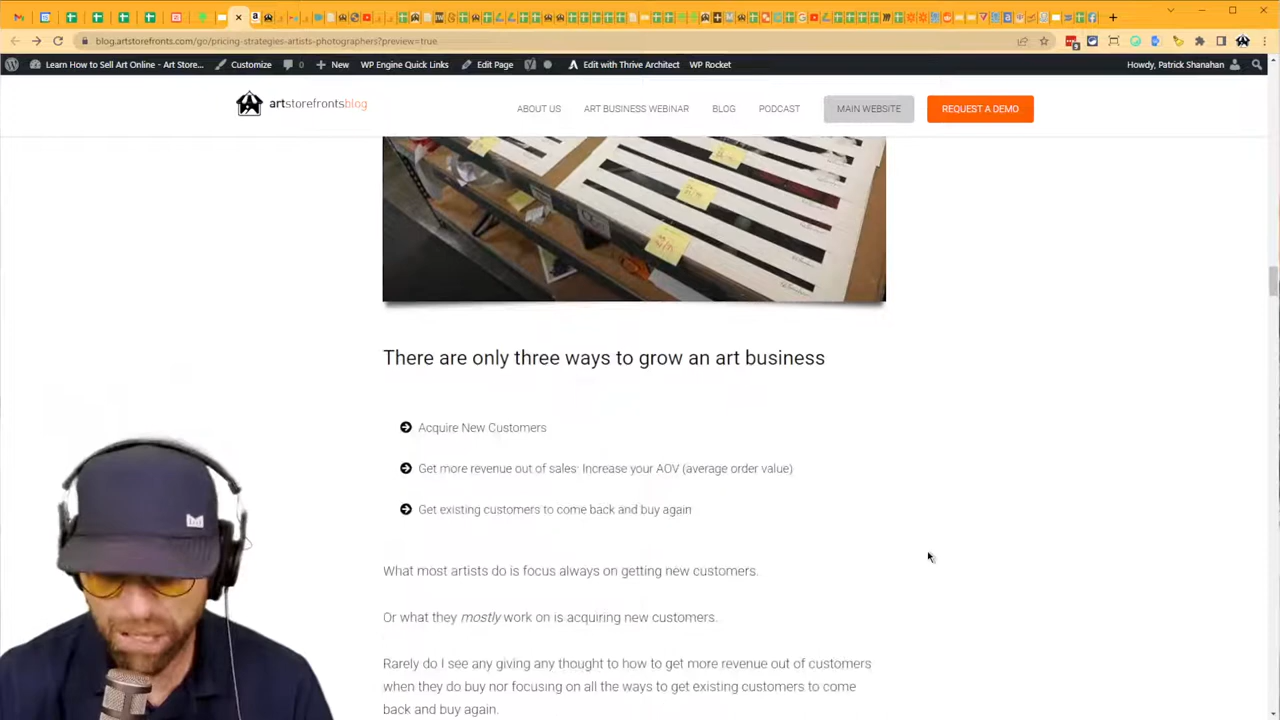 blog.artstorefronts.com/go/pricing-strategies-artists-photographers?preview=true
Learn How to Sell Art Online - Art Store... Customize 0 New WP Engine Quick Links Edit Page Edit with Thrive Architect WP Rocket Howdy, Patrick Shanahan
artstorefrontsblog ABOUT US ART BUSINESS WEBINAR BLOG PODCAST MAIN WEBSITE REQUEST A DEMO
There are only three ways to grow an art business
Acquire New Customers
Get more revenue out of sales· Increase your AOV (average order value)
Get existing customers to come back and buy again
What most artists do is focus always on getting new customers.
Or what they mostly work on is acquiring new customers.
Rarely do I see any giving any thought to how to get more revenue out of customers
when they do buy nor focusing on all the ways to get existing customers to come
back and buy again.